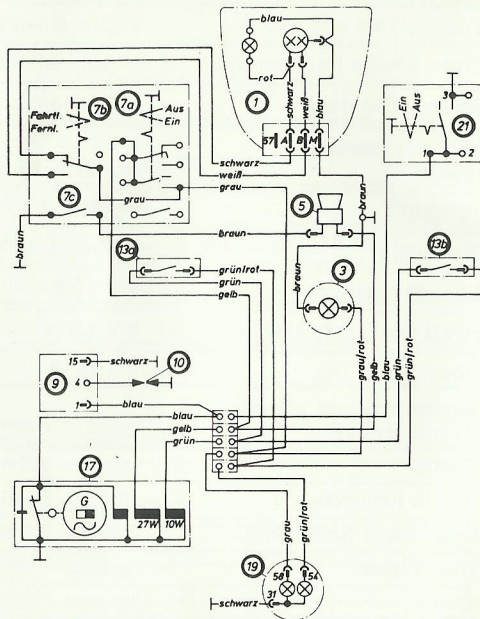 blau
rot
1
schwarz
weiß
blau
57 A B M
7b
7a
Fahrtl.
Fernl.
Aus
Ein
grau
7c
braun
schwarz
weiß
grau
5
braun
13a
grün/rot
grün
gelb
braun
3
grau/rot
gelb
blau
grün
grün/rot
Ein
Aus
3
21
1
2
13b
15
schwarz
10
9
4
1
blau
blau
gelb
grün
17
G
27W
10W
grau
grün/rot
19
58
54
31
schwarz